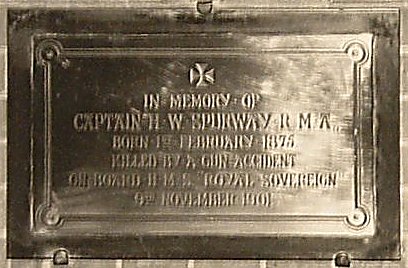 IN MEMORY OF
CAPTAIN H·W·SPURWAY·R.M.A.,
BORN 1ST FEBRUARY 1875
KILLED BY A GUN ACCIDENT
ON BOARD H·M·S· "ROYAL SOVEREIGN"
9TH NOVEMBER 1901